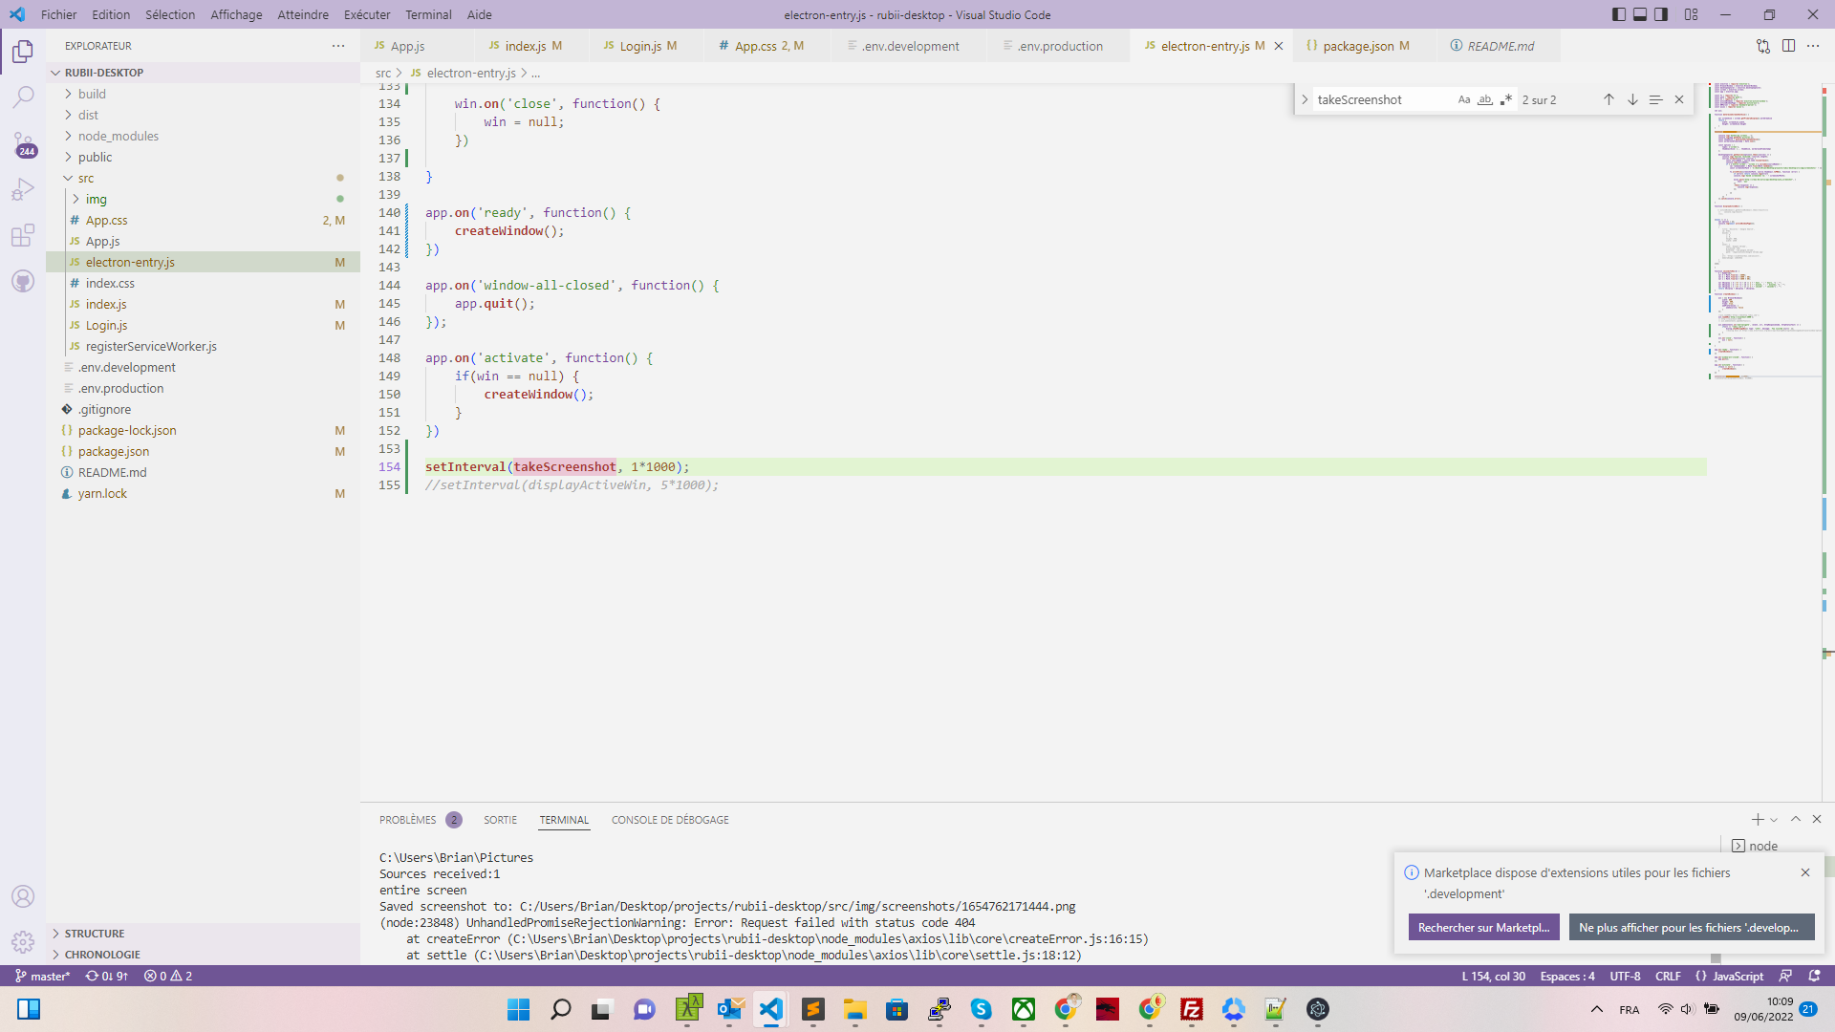 Fichier Edition Sélection Affichage Atteindre Exécuter Terminal Aide
electron-entry.js - rubii-desktop - Visual Studio Code
EXPLORATEUR
RUBII-DESKTOP
build
dist
node_modules
public
src
img
App.css 2, M
App.js
electron-entry.js M
index.css
index.js M
Login.js M
registerServiceWorker.js
.env.development
.env.production
.gitignore
package-lock.json M
package.json M
README.md
yarn.lock M
STRUCTURE
CHRONOLOGIE
244
JS App.js
JS index.js M
JS Login.js M
# App.css 2, M
.env.development
.env.production
JS electron-entry.js M
{} package.json M
README.md
src > JS electron-entry.js > ...
takeScreenshot Aa ab 2 sur 2
133
134 win.on('close', function() {
135 win = null;
136 })
137
138 }
139
140 app.on('ready', function() {
141 createWindow();
142 })
143
144 app.on('window-all-closed', function() {
145 app.quit();
146 });
147
148 app.on('activate', function() {
149 if(win == null) {
150 createWindow();
151 }
152 })
153
154 setInterval(takeScreenshot, 1*1000);
155 //setInterval(displayActiveWin, 5*1000);
PROBLÈMES 2 SORTIE TERMINAL CONSOLE DE DÉBOGAGE
node
C:\Users\Brian\Pictures
Sources received:1
entire screen
Saved screenshot to: C:/Users/Brian/Desktop/projects/rubii-desktop/src/img/screenshots/1654762171444.png
(node:23848) UnhandledPromiseRejectionWarning: Error: Request failed with status code 404
at createError (C:\Users\Brian\Desktop\projects\rubii-desktop\node_modules\axios\lib\core\createError.js:16:15)
at settle (C:\Users\Brian\Desktop\projects\rubii-desktop\node_modules\axios\lib\core\settle.js:18:12)
Marketplace dispose d'extensions utiles pour les fichiers
'.development'
Rechercher sur Marketpl... Ne plus afficher pour les fichiers '.develop...
master* 0↓ 9↑ 0 2
L 154, col 30 Espaces : 4 UTF-8 CRLF {} JavaScript
FRA
10:09
09/06/2022
21